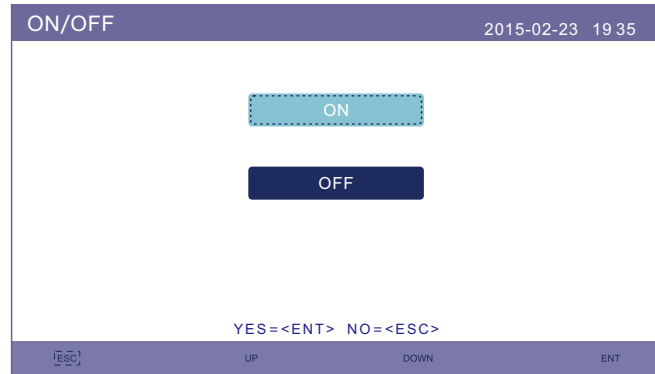 ON/OFF 2015-02-23 19 35
ON
OFF
YES=<ENT> NO=<ESC>
ESC UP DOWN ENT